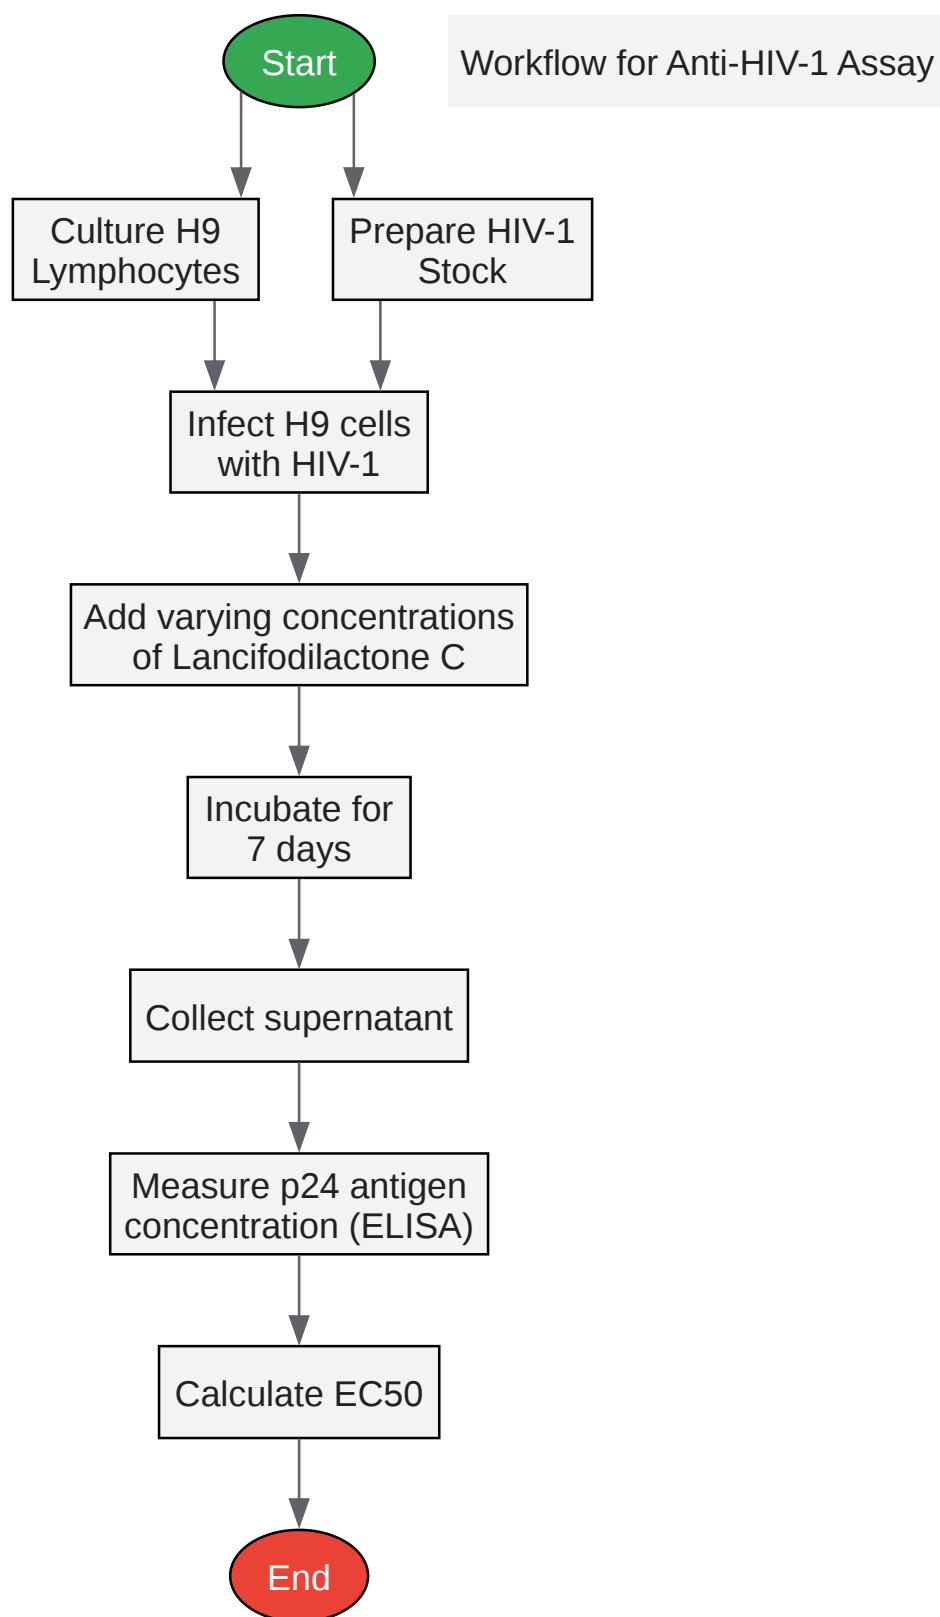 Start
Workflow for Anti-HIV-1 Assay
Culture H9
Lymphocytes
Prepare HIV-1
Stock
Infect H9 cells
with HIV-1
Add varying concentrations
of Lancifodilactone C
Incubate for
7 days
Collect supernatant
Measure p24 antigen
concentration (ELISA)
Calculate EC50
End